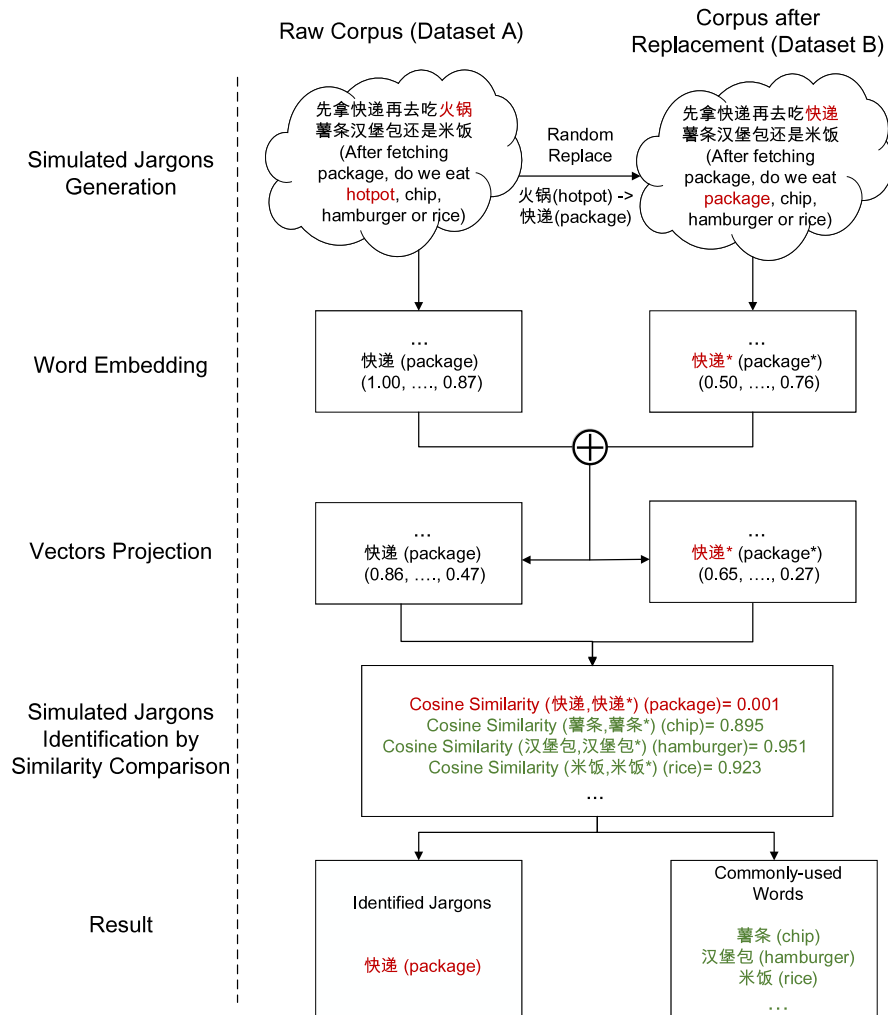 Raw Corpus (Dataset A)
Corpus after
Replacement (Dataset B)
Simulated Jargons
Generation
先拿快递再去吃火锅
薯条汉堡包还是米饭
(After fetching
package, do we eat
hotpot, chip,
hamburger or rice)
Random
Replace
火锅(hotpot) ->
快递(package)
先拿快递再去吃快递
薯条汉堡包还是米饭
(After fetching
package, do we eat
package, chip,
hamburger or rice)
Word Embedding
...
快递 (package)
(1.00, ...., 0.87)
...
快递* (package*)
(0.50, ...., 0.76)
Vectors Projection
...
快递 (package)
(0.86, ...., 0.47)
...
快递* (package*)
(0.65, ...., 0.27)
Simulated Jargons
Identification by
Similarity Comparison
Cosine Similarity (快递,快递*) (package)= 0.001
Cosine Similarity (薯条,薯条*) (chip)= 0.895
Cosine Similarity (汉堡包,汉堡包*) (hamburger)= 0.951
Cosine Similarity (米饭,米饭*) (rice)= 0.923
...
Result
Identified Jargons
快递 (package)
Commonly-used
Words
薯条 (chip)
汉堡包 (hamburger)
米饭 (rice)
...